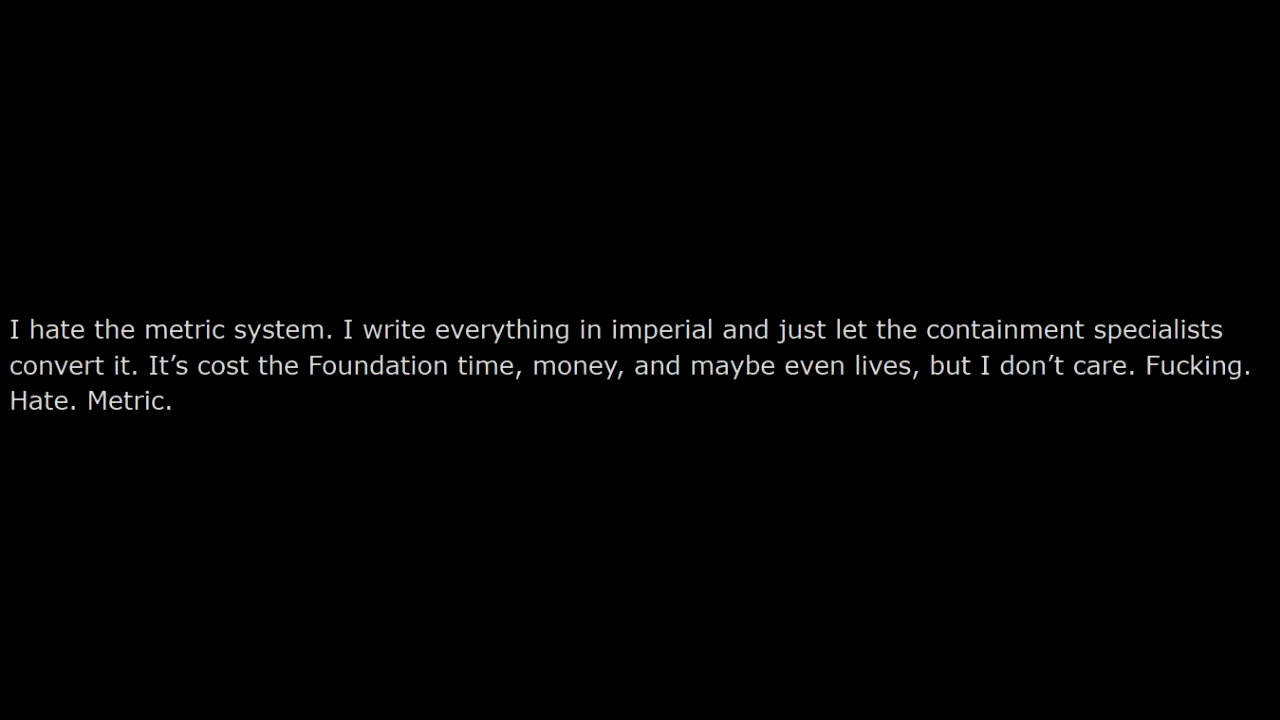 I hate the metric system. I write everything in imperial and just let the containment specialists
convert it. It’s cost the Foundation time, money, and maybe even lives, but I don’t care. Fucking.
Hate. Metric.